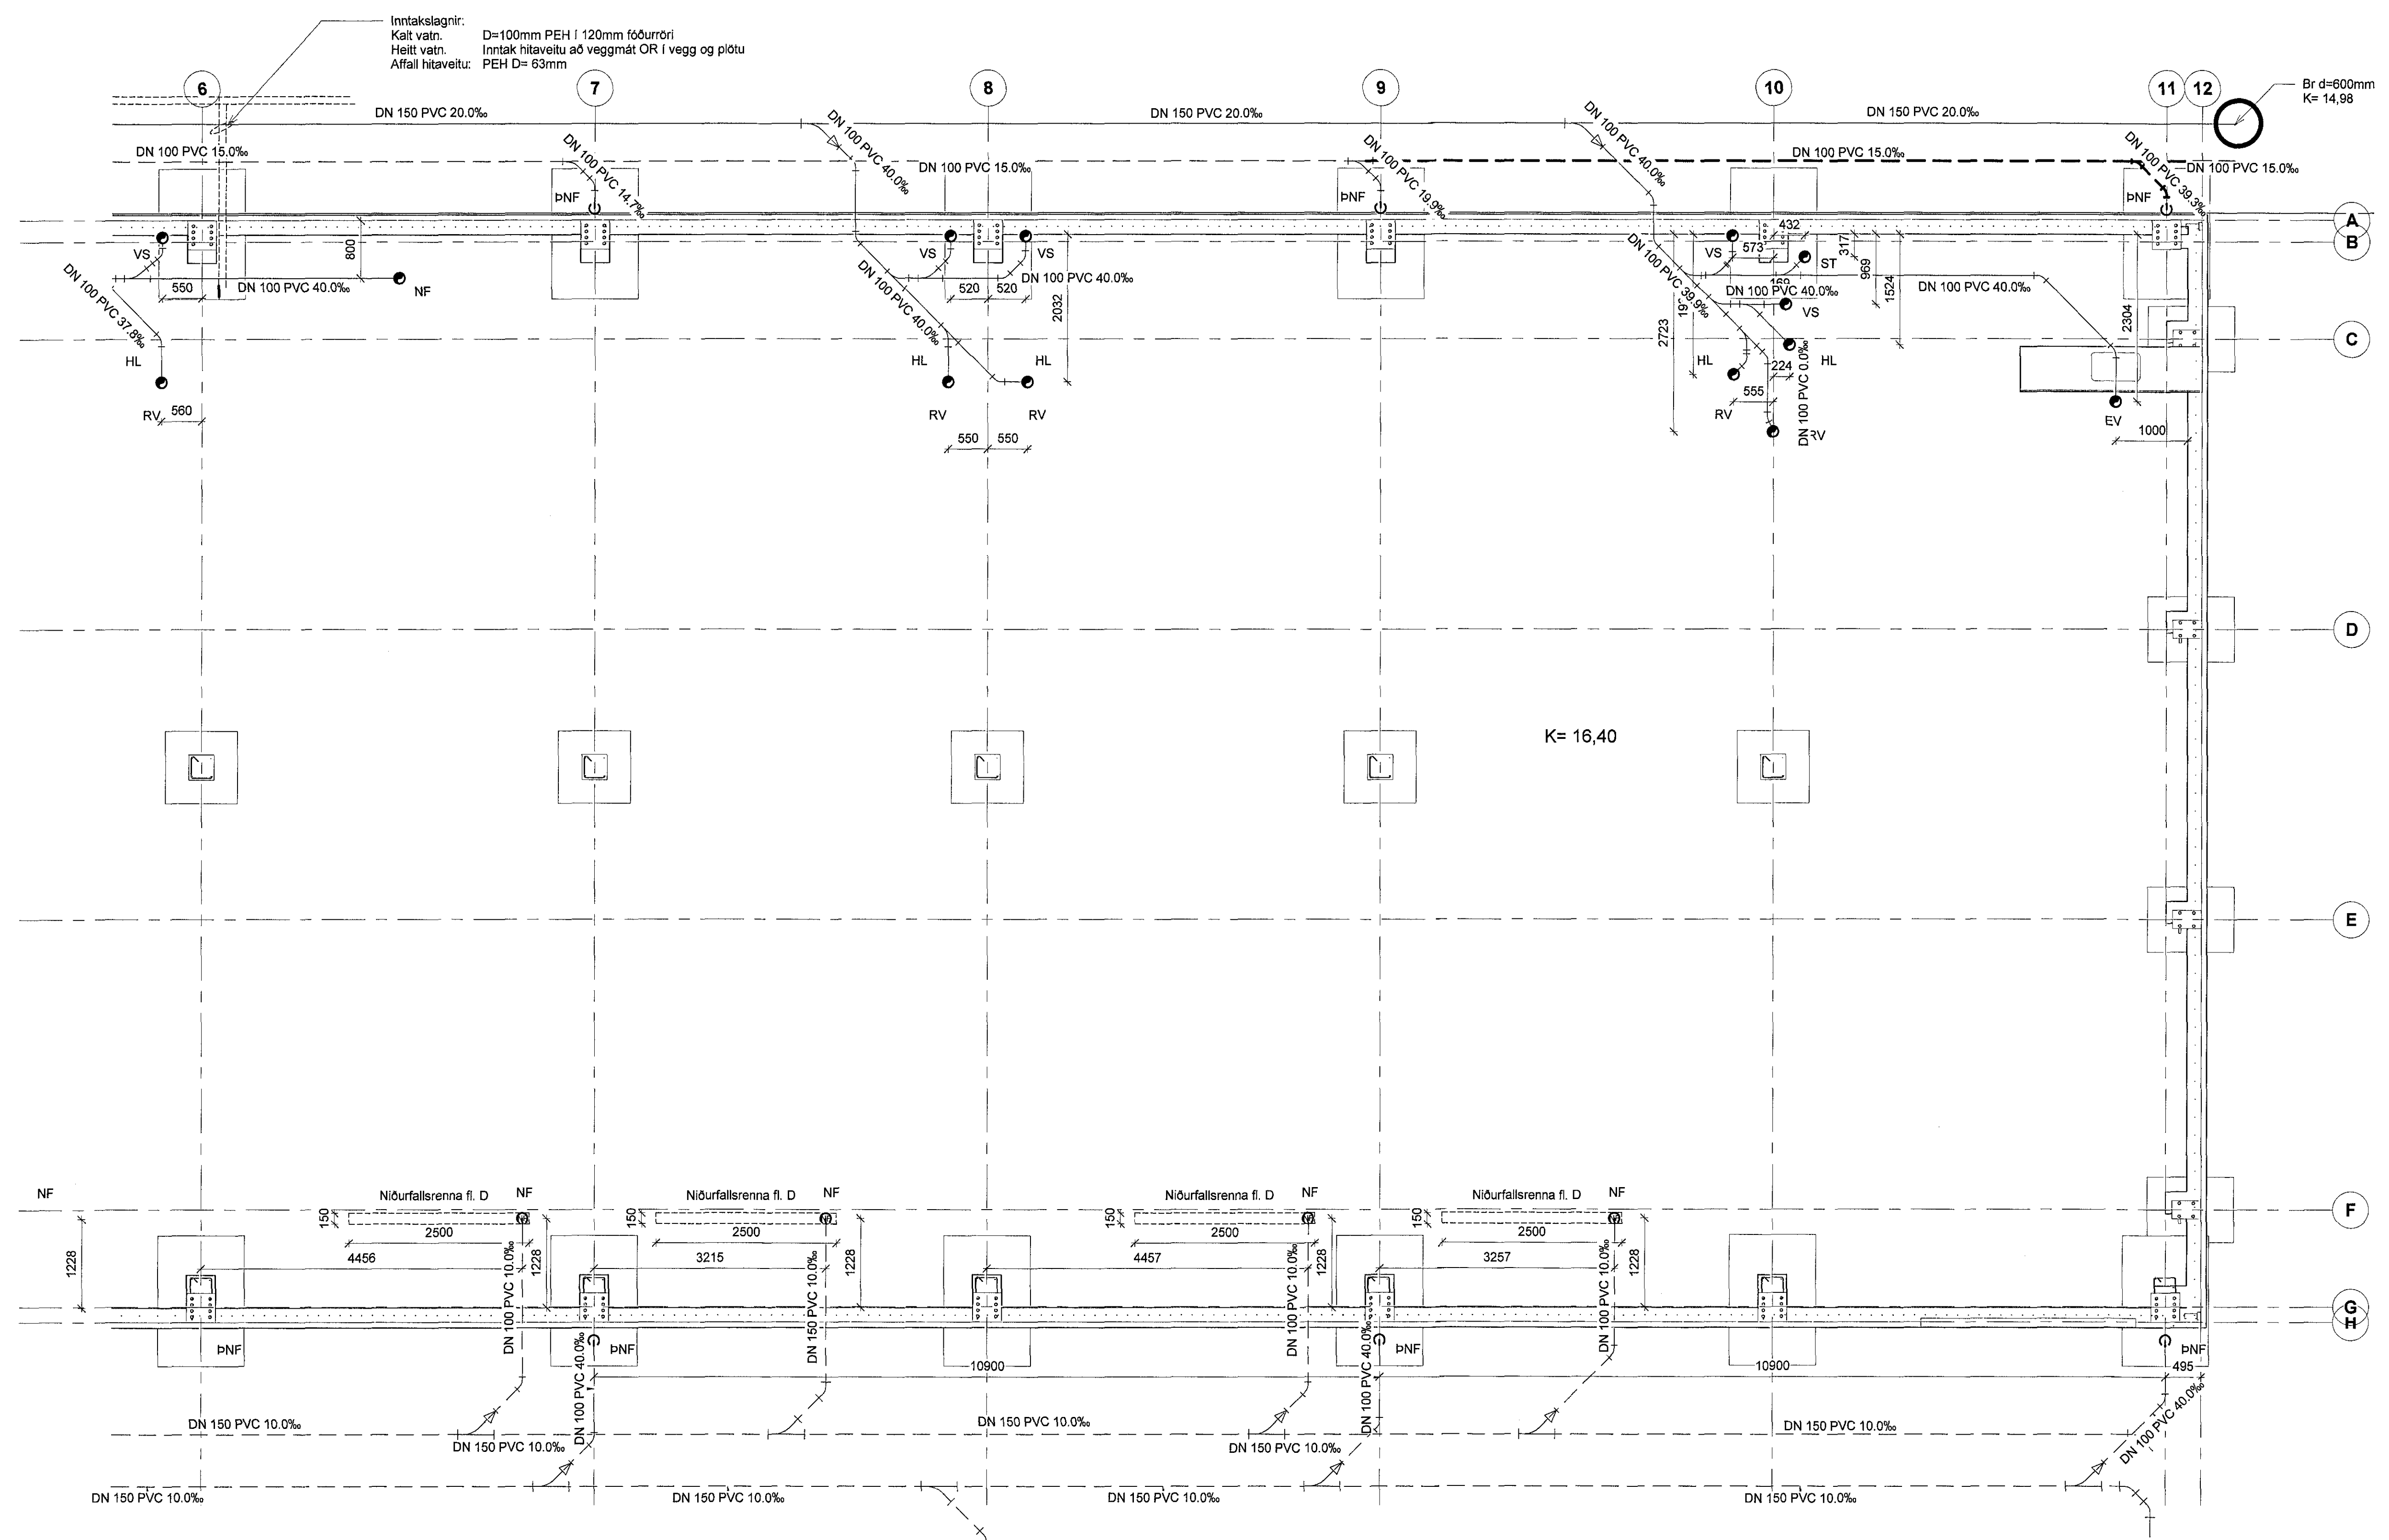 Inntakslagnir:
Kalt vatn. D=100mm PEH í 120mm fóðurröri
Heitt vatn. Inntak hitaveitu að veggmát OR í vegg og plötu
Affall hitaveitu: PEH D= 63mm
6
7
8
9
10
11
12
Br d=600mm
K= 14,98
DN 150 PVC 20.0‰
DN 150 PVC 20.0‰
DN 150 PVC 20.0‰
DN 100 PVC 40.0‰
DN 100 PVC 40.0‰
DN 100 PVC 15.0‰
DN 100 PVC 14.7‰
DN 100 PVC 15.0‰
DN 100 PVC 19.9‰
DN 100 PVC 15.0‰
DN 100 PVC 39.3‰
DN 100 PVC 15.0‰
ÞNF
ÞNF
ÞNF
A
B
VS
800
VS
VS
VS
573
432
317
ST
969
1524
550
DN 100 PVC 40.0‰
NF
DN 100 PVC 37.8‰
520
520
DN 100 PVC 40.0‰
2032
DN 100 PVC 40.0‰
DN 100 PVC 39.9‰
DN 100 PVC 40.0‰
DN 100 PVC 40.0‰
VS
2304
2723
C
HL
HL
HL
HL
HL
224
555
DN 100 PVC 0.0‰
RV
560
RV
RV
RV
RV
EV
550
550
1000
D
K= 16,40
E
NF
Niðurfallsrenna fl. D
NF
Niðurfallsrenna fl. D
NF
Niðurfallsrenna fl. D
NF
Niðurfallsrenna fl. D
NF
F
150
2500
150
2500
150
2500
150
2500
1228
4456
1228
3215
1228
4457
1228
3257
1228
DN 100 PVC 10.0‰
DN 150 PVC 10.0‰
DN 100 PVC 10.0‰
DN 100 PVC 10.0‰
G
H
ÞNF
ÞNF
ÞNF
ÞNF
DN 100 PVC 40.0‰
DN 100 PVC 40.0‰
10900
10900
495
DN 100 PVC 40.0‰
DN 150 PVC 10.0‰
DN 150 PVC 10.0‰
DN 150 PVC 10.0‰
DN 150 PVC 10.0‰
DN 150 PVC 10.0‰
DN 150 PVC 10.0‰
DN 150 PVC 10.0‰
DN 150 PVC 10.0‰
DN 150 PVC 10.0‰